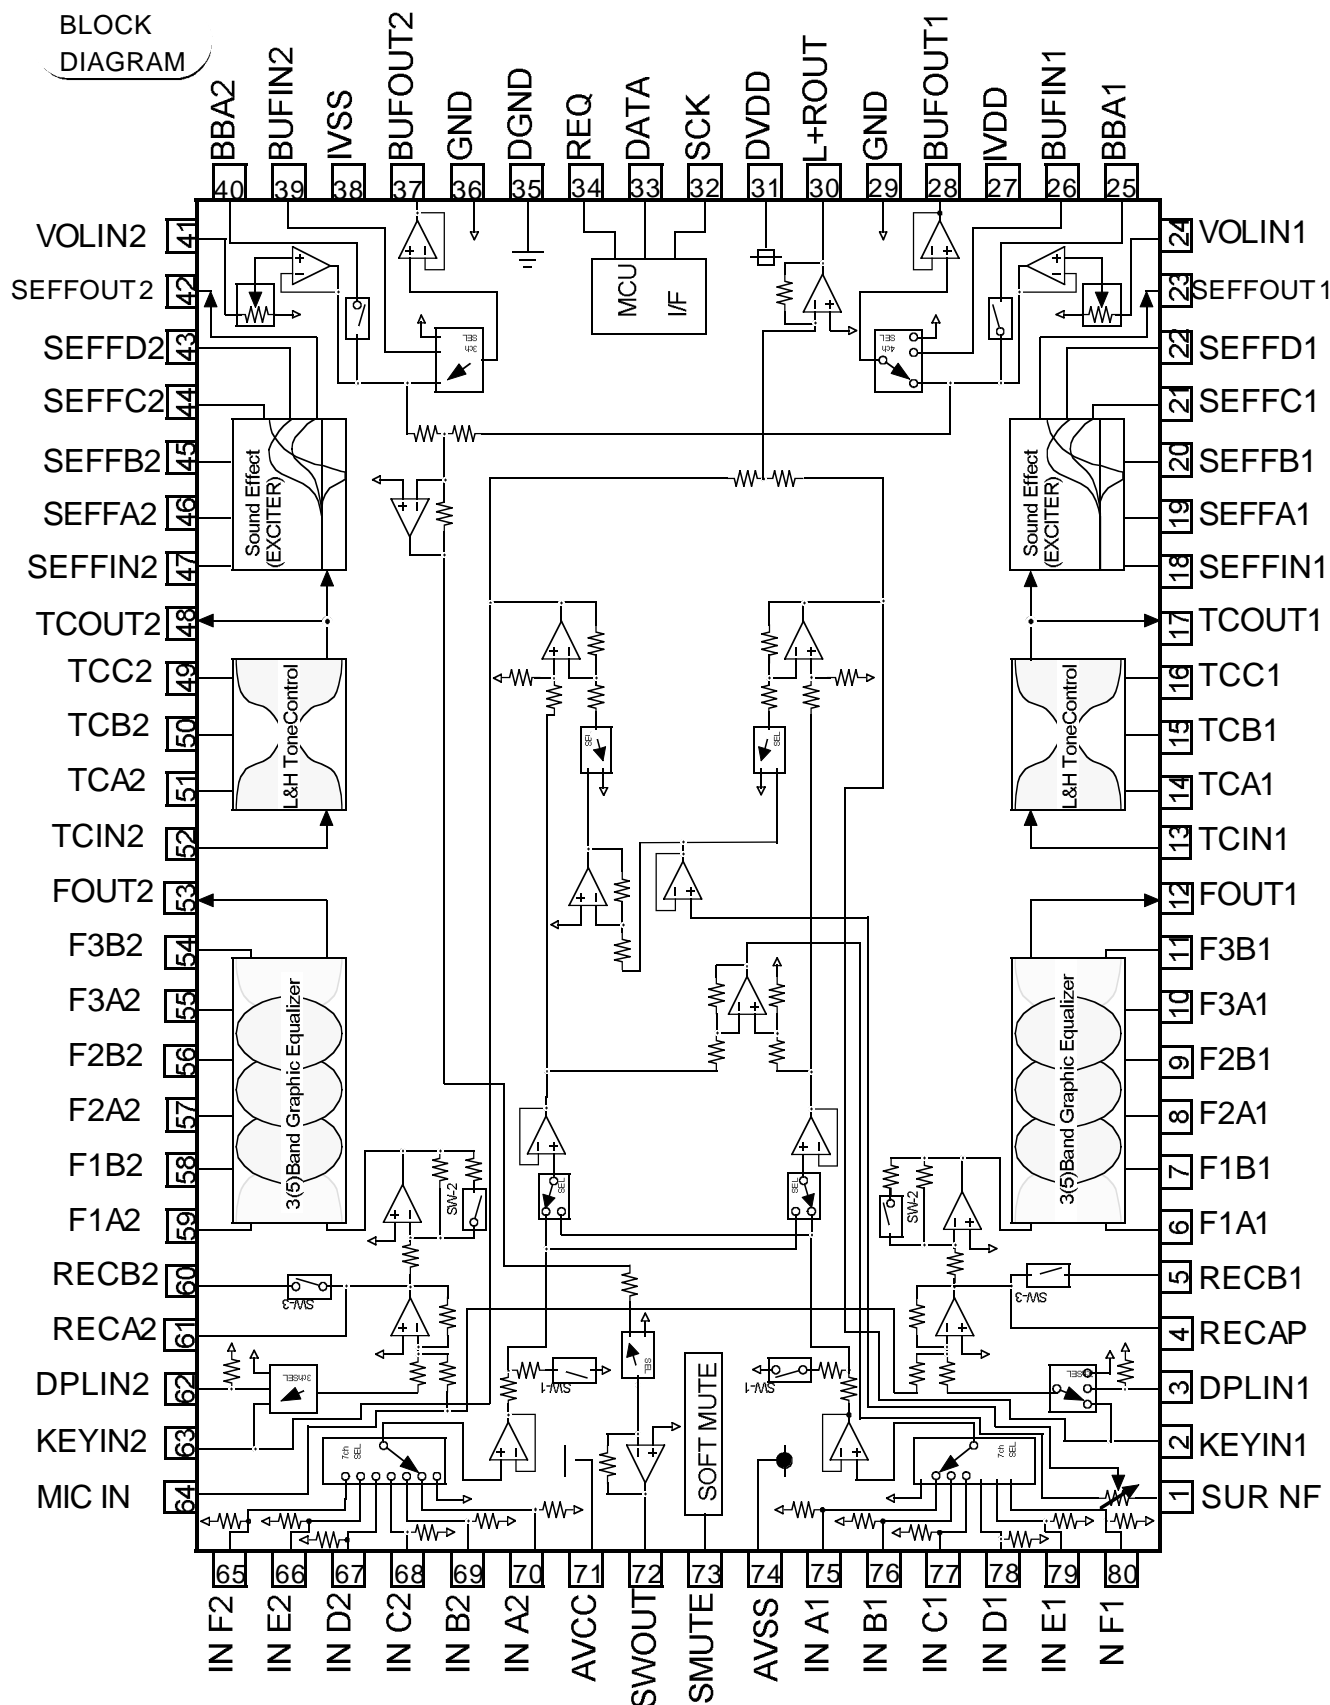 BLOCK
DIAGRAM
BBA2
BUFIN2
IVSS
BUFOUT2
GND
DGND
REQ
DATA
SCK
DVDD
L+ROUT
GND
BUFOUT1
IVDD
BUFIN1
BBA1
40
39
38
37
36
35
34
33
32
31
30
29
28
27
26
25
VOLIN2
41
SEFFOUT2
42
SEFFD2
43
SEFFC2
44
SEFFB2
45
SEFFA2
46
SEFFIN2
47
TCOUT2
48
TCC2
49
TCB2
50
TCA2
51
TCIN2
52
FOUT2
53
F3B2
54
F3A2
55
F2B2
56
F2A2
57
F1B2
58
F1A2
59
RECB2
60
RECA2
61
DPLIN2
62
KEYIN2
63
MIC IN
64
24
VOLIN1
23
SEFFOUT1
22
SEFFD1
21
SEFFC1
20
SEFFB1
19
SEFFA1
18
SEFFIN1
17
TCOUT1
16
TCC1
15
TCB1
14
TCA1
13
TCIN1
12
FOUT1
11
F3B1
10
F3A1
9
F2B1
8
F2A1
7
F1B1
6
F1A1
5
RECB1
4
RECAP
3
DPLIN1
2
KEYIN1
1
SUR NF
MCU
I/F
3ch
SEL
4ch
SEL
Sound Effect
(EXCITER)
Sound Effect
(EXCITER)
L&H ToneControl
L&H ToneControl
SEL
SEL
3(5)Band Graphic Equalizer
3(5)Band Graphic Equalizer
SW-2
SW-2
SEL
SEL
SW-3
SW-3
3chSEL
SW-1
SEL
SOFT MUTE
SW-1
7ch
SEL
7ch
SEL
65
66
67
68
69
70
71
72
73
74
75
76
77
78
79
80
IN F2
IN E2
IN D2
IN C2
IN B2
IN A2
AVCC
SWOUT
SMUTE
AVSS
IN A1
IN B1
IN C1
IN D1
IN E1
N F1